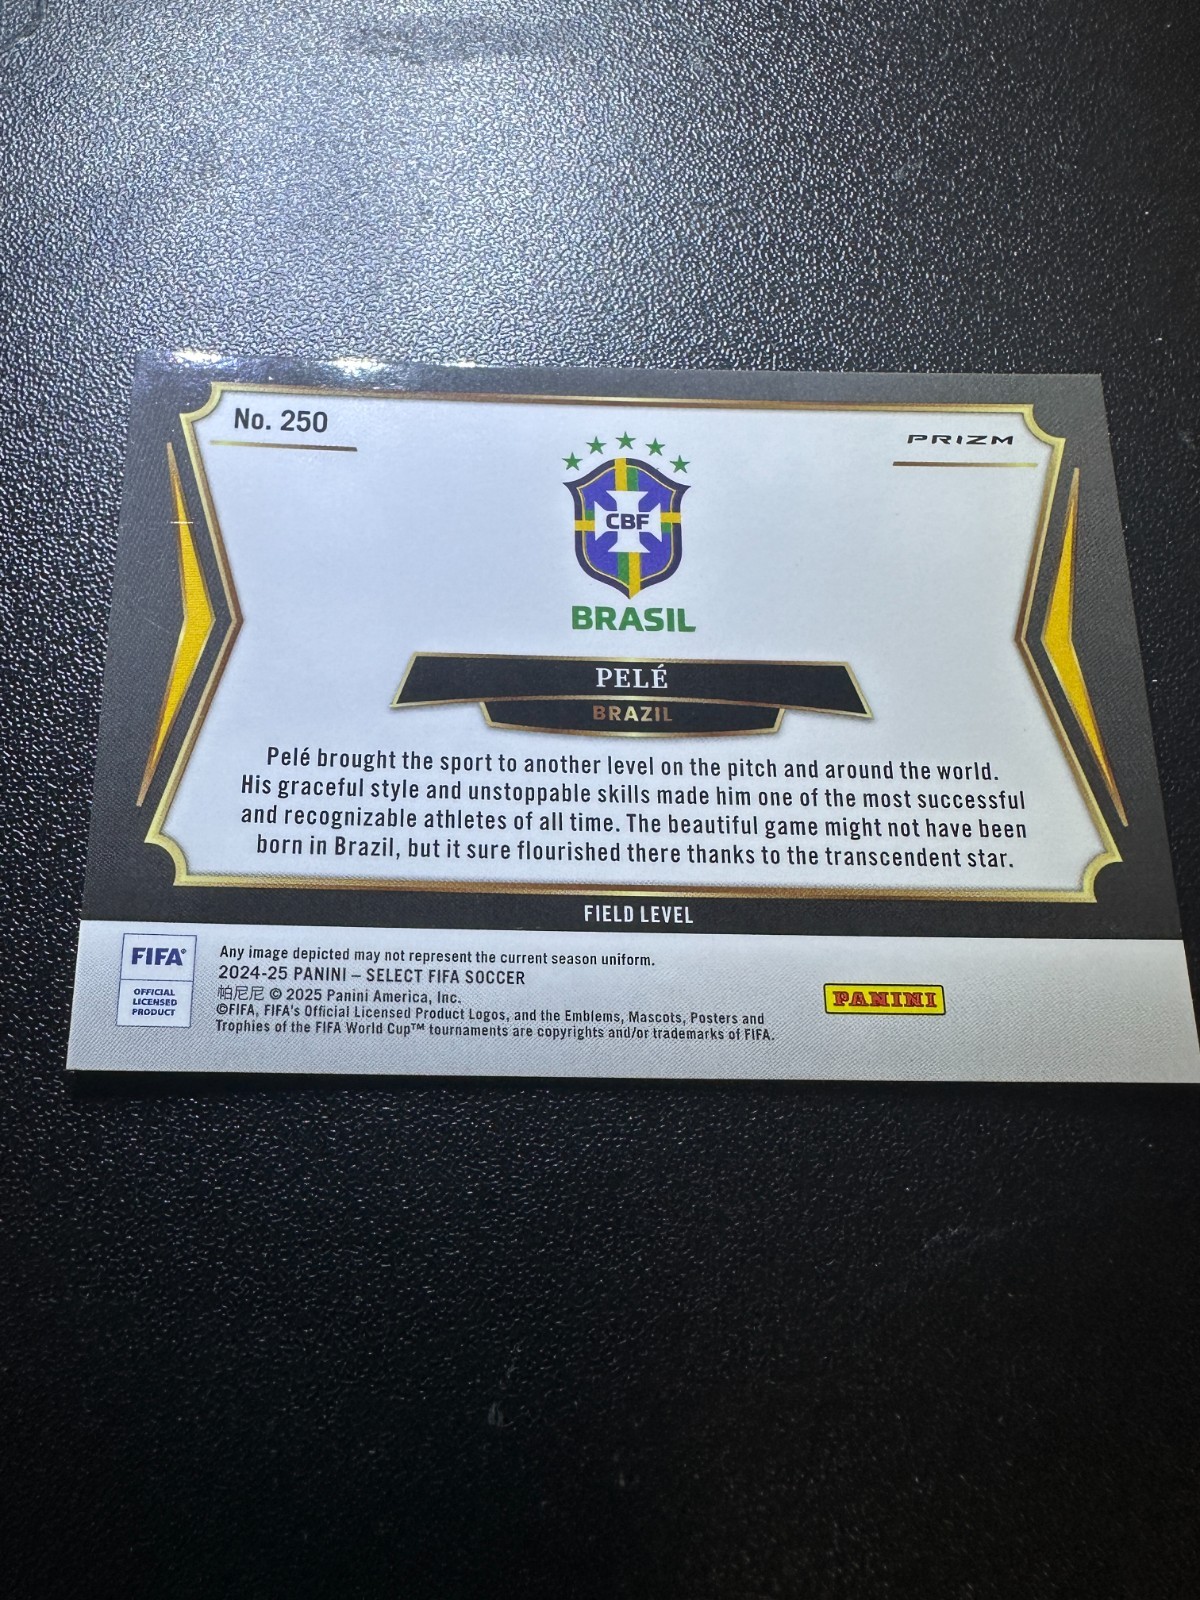 No. 250
PRIZM
CBF
BRASIL
PELÉ
BRAZIL
Pelé brought the sport to another level on the pitch and around the world.
His graceful style and unstoppable skills made him one of the most successful
and recognizable athletes of all time. The beautiful game might not have been
born in Brazil, but it sure flourished there thanks to the transcendent star.
FIELD LEVEL
FIFA®
OFFICIAL
LICENSED
PRODUCT
Any image depicted may not represent the current season uniform.
2024-25 PANINI – SELECT FIFA SOCCER
帕尼尼 © 2025 Panini America, Inc.
©FIFA, FIFA's Official Licensed Product Logos, and the Emblems, Mascots, Posters and
Trophies of the FIFA World Cup™ tournaments are copyrights and/or trademarks of FIFA.
PANINI